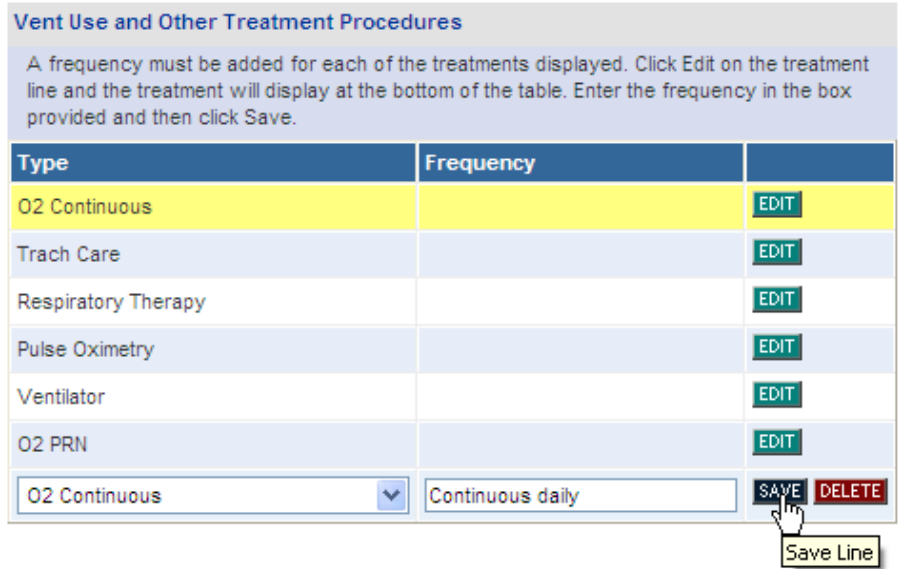 Vent Use and Other Treatment Procedures
A frequency must be added for each of the treatments displayed. Click Edit on the treatment
line and the treatment will display at the bottom of the table. Enter the frequency in the box
provided and then click Save.
Type Frequency
O2 Continuous EDIT
Trach Care EDIT
Respiratory Therapy EDIT
Pulse Oximetry EDIT
Ventilator EDIT
O2 PRN EDIT
O2 Continuous Continuous daily SAVE DELETE
Save Line